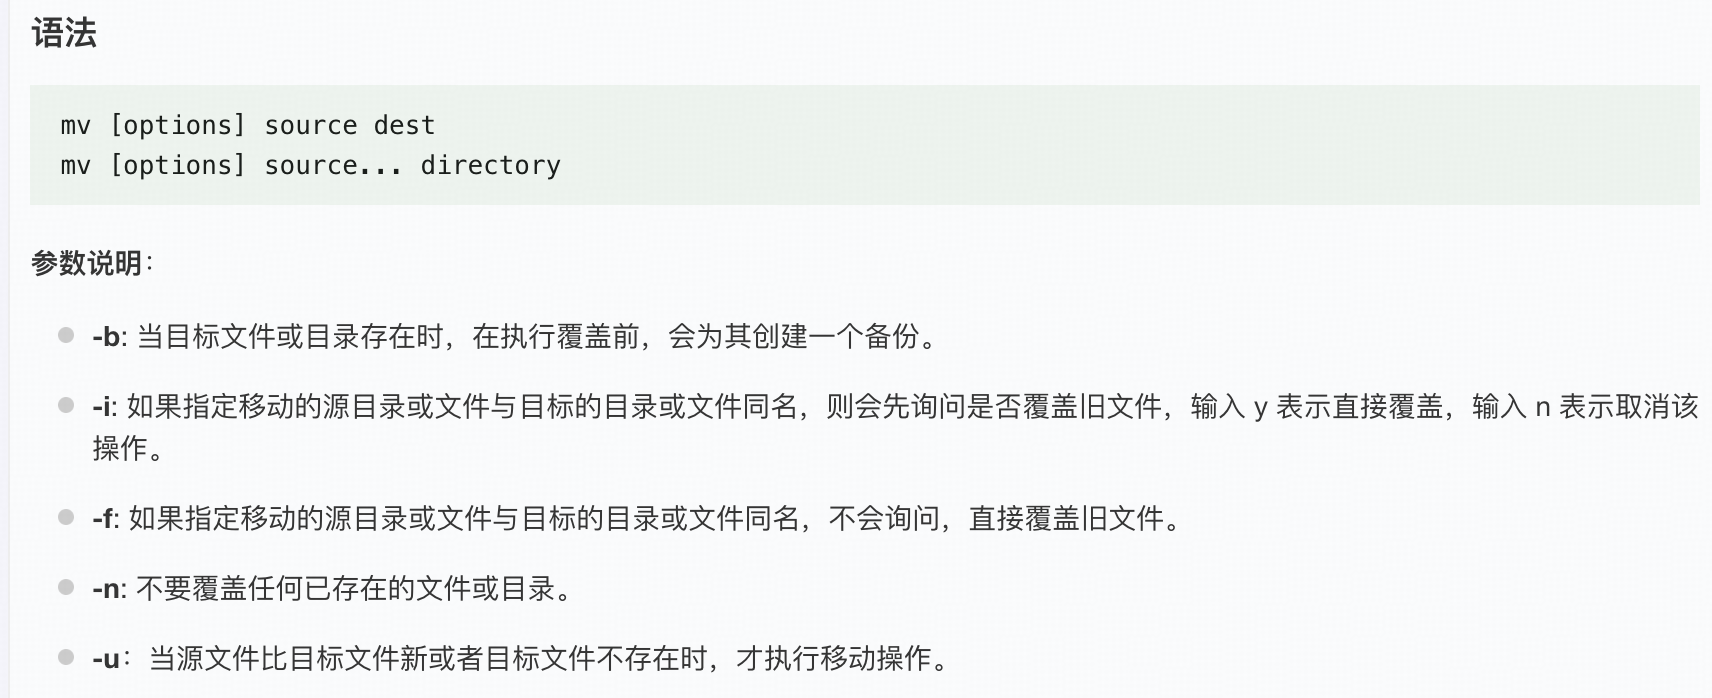 语法
mv [options] source dest
mv [options] source... directory
参数说明：
-b: 当目标文件或目录存在时，在执行覆盖前，会为其创建一个备份。
-i: 如果指定移动的源目录或文件与目标的目录或文件同名，则会先询问是否覆盖旧文件，输入 y 表示直接覆盖，输入 n 表示取消该
操作。
-f: 如果指定移动的源目录或文件与目标的目录或文件同名，不会询问，直接覆盖旧文件。
-n: 不要覆盖任何已存在的文件或目录。
-u：当源文件比目标文件新或者目标文件不存在时，才执行移动操作。